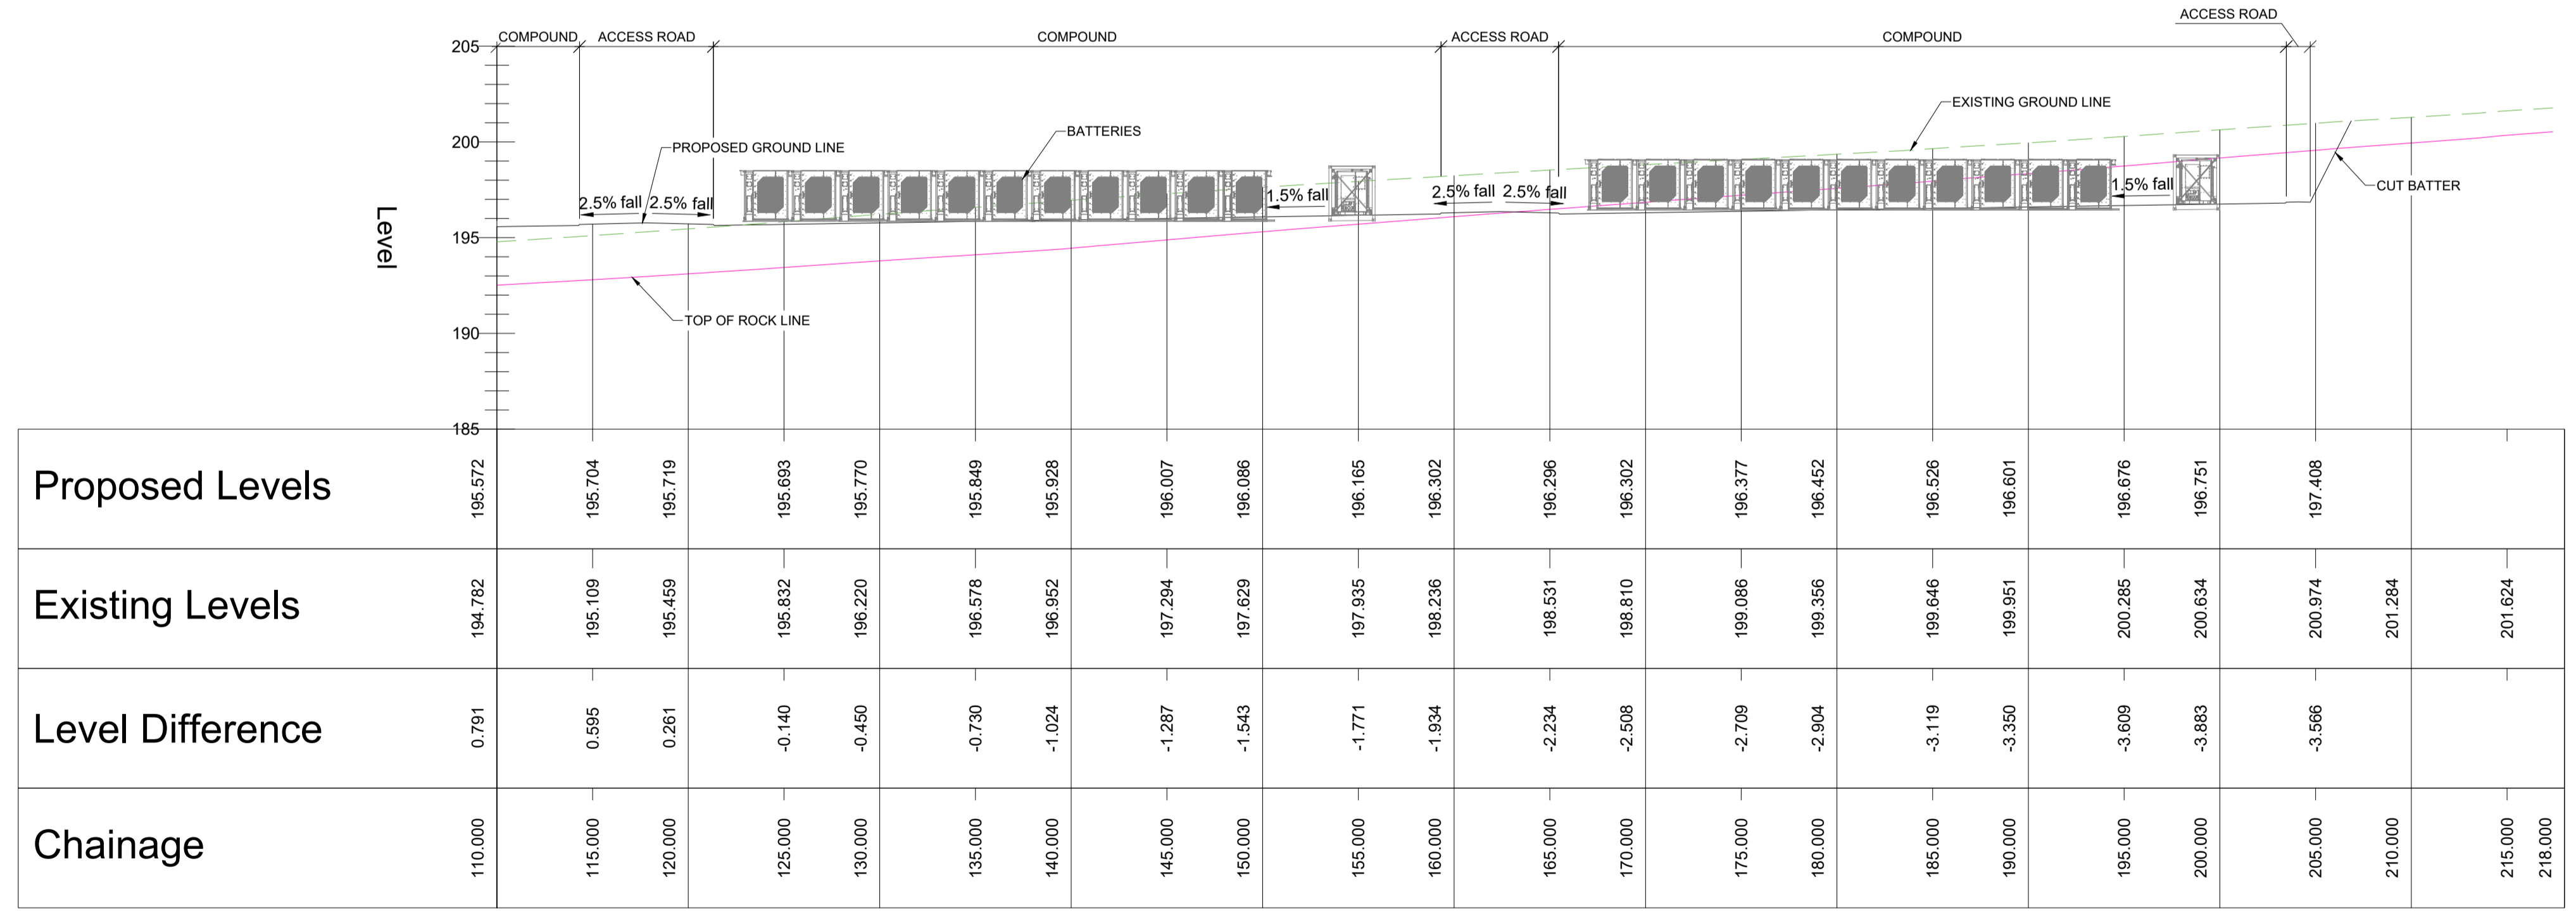 ACCESS ROAD
COMPOUND ACCESS ROAD COMPOUND ACCESS ROAD COMPOUND
205
EXISTING GROUND LINE
BATTERIES
200
PROPOSED GROUND LINE
CUT BATTER
2.5% fall 2.5% fall 1.5% fall 2.5% fall 2.5% fall 1.5% fall
Level
195
TOP OF ROCK LINE
190
185
Proposed Levels 195.572 195.704 195.719 195.693 195.770 195.849 195.928 196.007 196.086 196.165 196.302 196.296 196.302 196.377 196.452 196.526 196.601 196.676 196.751 197.408
Existing Levels 194.782 195.109 195.459 195.832 196.220 196.578 196.952 197.294 197.629 197.935 198.236 198.531 198.810 199.086 199.356 199.646 199.951 200.285 200.634 200.974 201.284 201.624
Level Difference 0.791 0.595 0.261 -0.140 -0.450 -0.730 -1.024 -1.287 -1.543 -1.771 -1.934 -2.234 -2.508 -2.709 -2.904 -3.119 -3.350 -3.609 -3.883 -3.566
Chainage 110.000 115.000 120.000 125.000 130.000 135.000 140.000 145.000 150.000 155.000 160.000 165.000 170.000 175.000 180.000 185.000 190.000 195.000 200.000 205.000 210.000 215.000 218.000